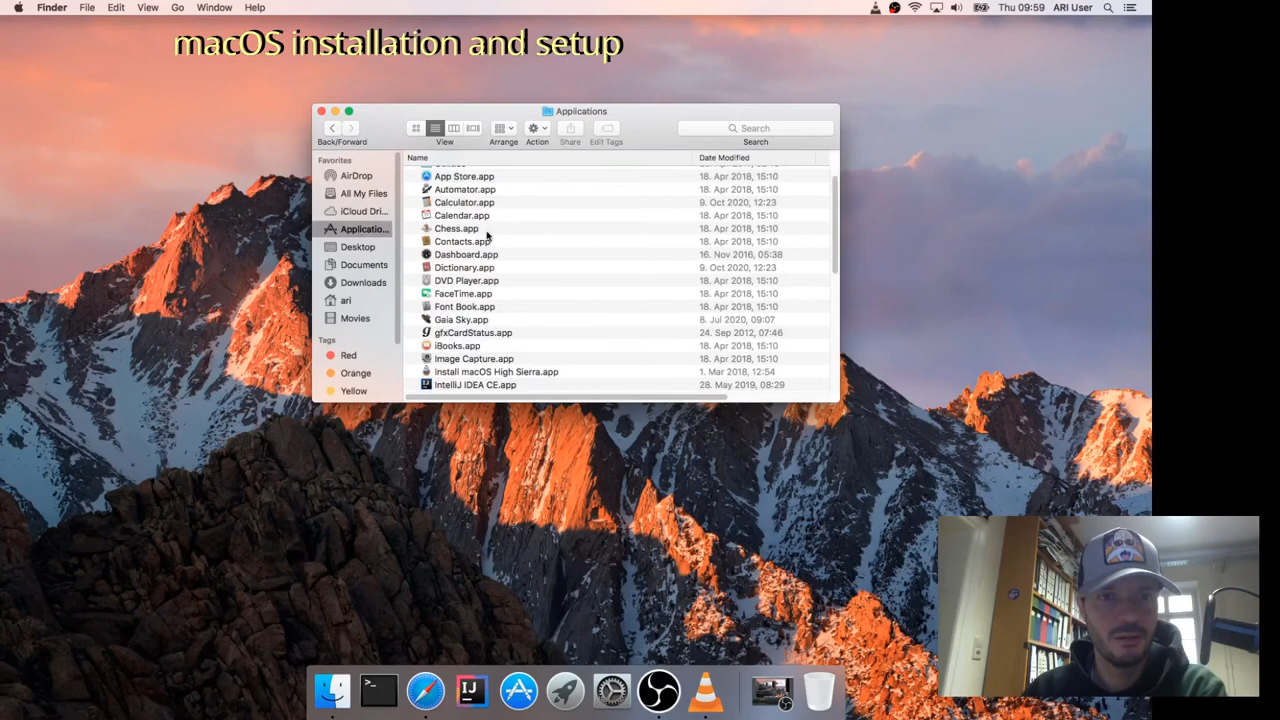 Finder File Edit View Go Window Help Thu 09:59 ARI User
macOS installation and setup
Applications
Search
Back/Forward View Arrange Action Share Edit Tags Search
Favorites
AirDrop
All My Files
iCloud Dri...
Applicatio...
Desktop
Documents
Downloads
ari
Movies
Tags
Red
Orange
Yellow
Name Date Modified
App Store.app 18. Apr 2018, 15:10
Automator.app 18. Apr 2018, 15:10
Calculator.app 9. Oct 2020, 12:23
Calendar.app 18. Apr 2018, 15:10
Chess.app 18. Apr 2018, 15:10
Contacts.app 18. Apr 2018, 15:10
Dashboard.app 16. Nov 2016, 05:38
Dictionary.app 9. Oct 2020, 12:23
DVD Player.app 18. Apr 2018, 15:10
FaceTime.app 18. Apr 2018, 15:10
Font Book.app 18. Apr 2018, 15:10
Gaia Sky.app 8. Jul 2020, 09:07
gfxCardStatus.app 24. Sep 2012, 07:46
iBooks.app 18. Apr 2018, 15:10
Image Capture.app 18. Apr 2018, 15:10
Install macOS High Sierra.app 1. Mar 2018, 12:54
IntelliJ IDEA CE.app 28. May 2019, 08:29
>_
IJ